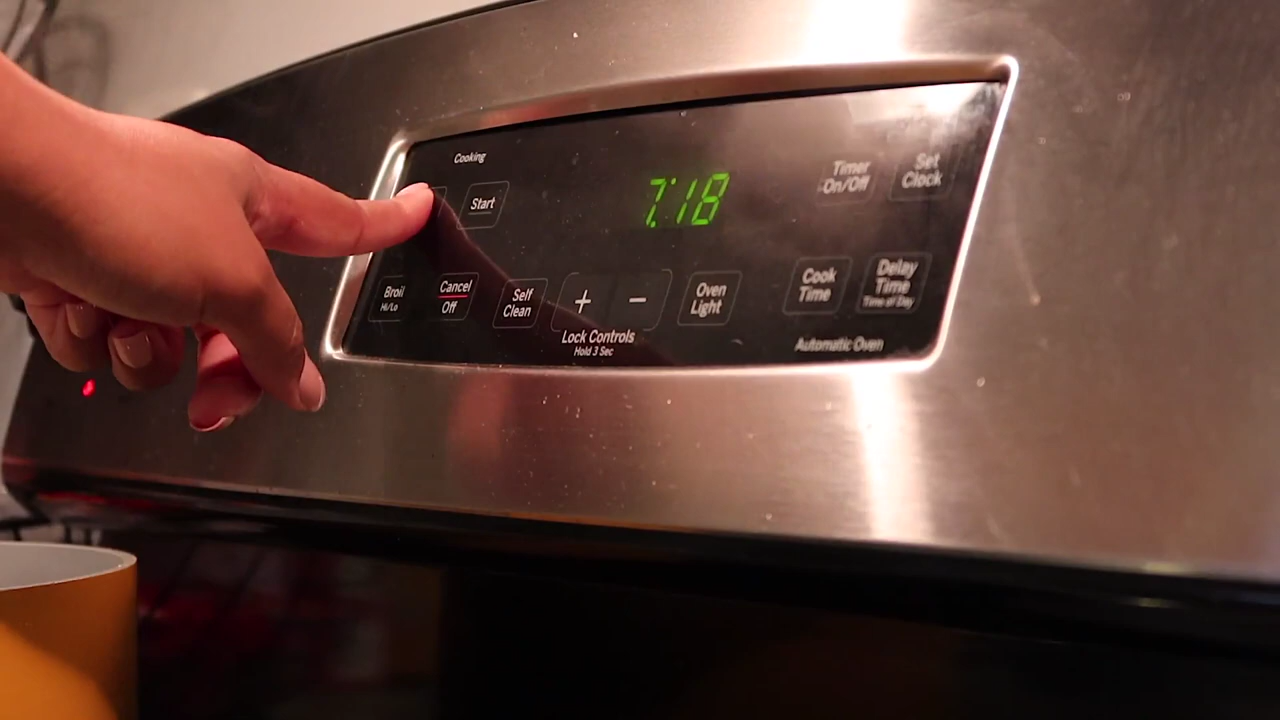 Cooking
Start
7:18
Timer
On/Off
Set
Clock
Broil
Hi/Lo
Cancel
Off
Self
Clean
+
−
Lock Controls
Hold 3 Sec
Oven
Light
Cook
Time
Delay
Time
Time of Day
Automatic Oven